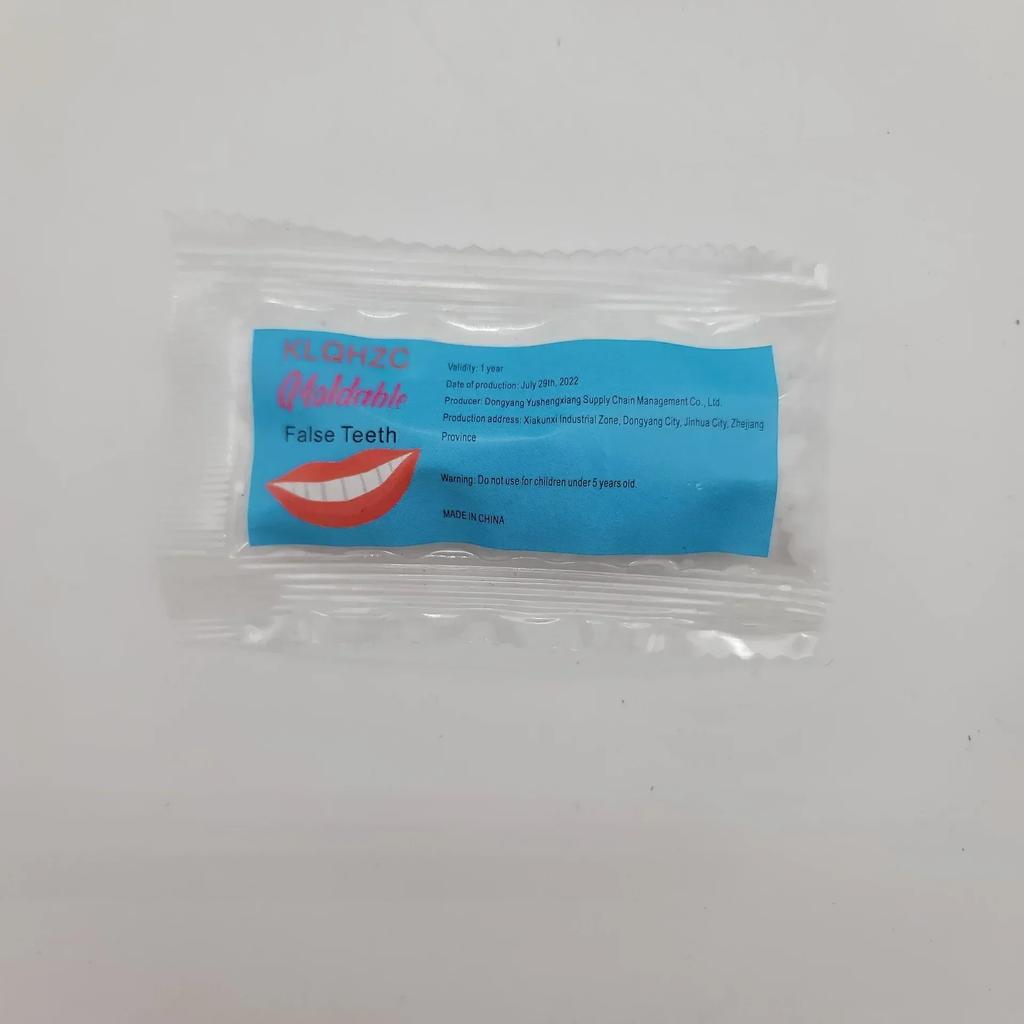 KLQHZC
Moldable
False Teeth
Validity: 1 year
Date of production: July 29th, 2022
Producer: Dongyang Yushengxiang Supply Chain Management Co., Ltd.
Production address: Xiakunxi Industrial Zone, Dongyang City, Jinhua City, Zhejiang
Province
Warning: Do not use for children under 5 years old.
MADE IN CHINA